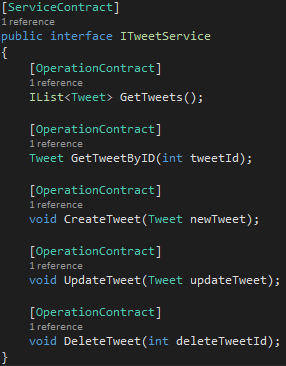 [ServiceContract]
1 reference
public interface ITweetService
{
[OperationContract]
1 reference
IList<Tweet> GetTweets();
[OperationContract]
1 reference
Tweet GetTweetByID(int tweetId);
[OperationContract]
1 reference
void CreateTweet(Tweet newTweet);
[OperationContract]
1 reference
void UpdateTweet(Tweet updateTweet);
[OperationContract]
1 reference
void DeleteTweet(int deleteTweetId);
}